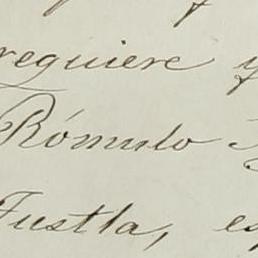 requiere y
Rómulo
Fustla, es